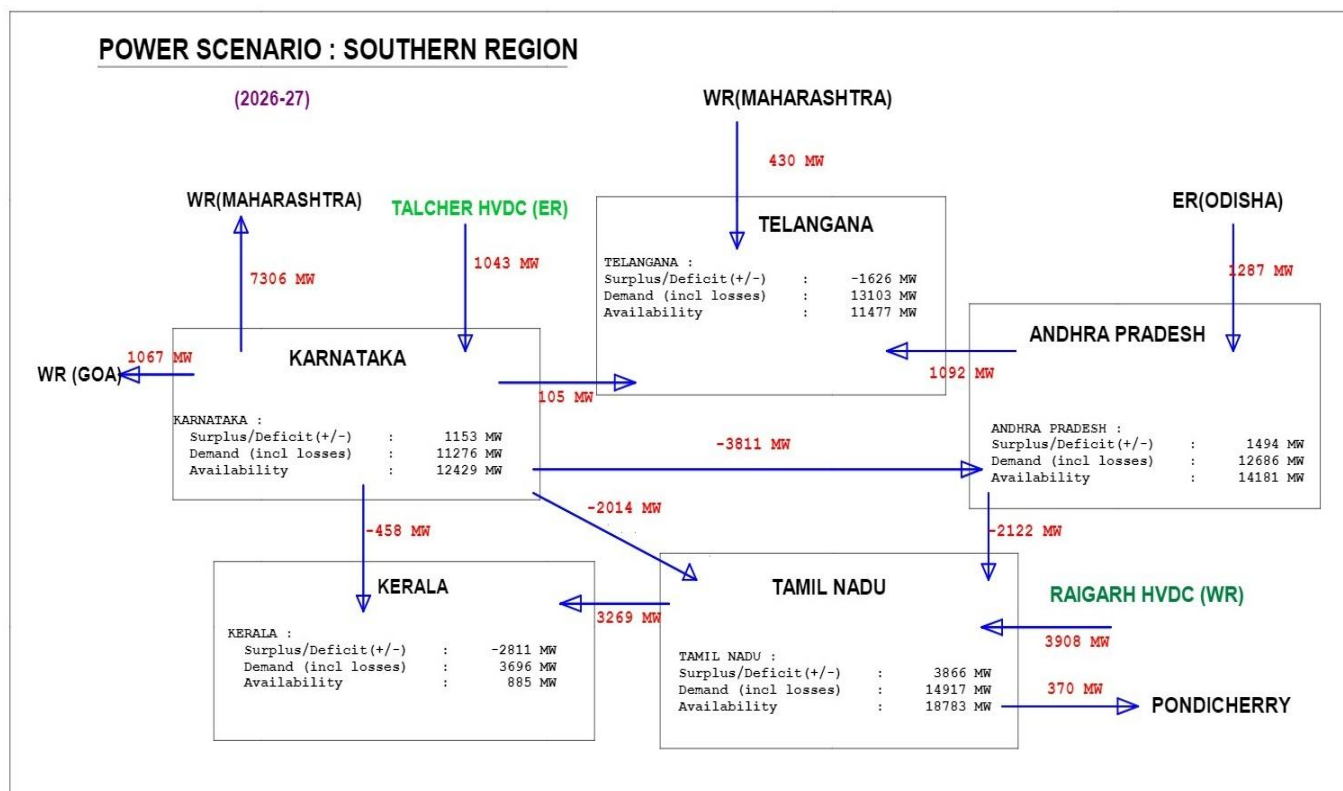 POWER SCENARIO : SOUTHERN REGION
(2026-27)
WR(MAHARASHTRA)
430 MW
WR(MAHARASHTRA)
7306 MW
TALCHER HVDC (ER)
1043 MW
ER(ODISHA)
1287 MW
TELANGANA
TELANGANA :
Surplus/Deficit(+/-) : -1626 MW
Demand (incl losses) : 13103 MW
Availability : 11477 MW
WR (GOA)
1067 MW
KARNATAKA
KARNATAKA :
Surplus/Deficit(+/-) : 1153 MW
Demand (incl losses) : 11276 MW
Availability : 12429 MW
105 MW
1092 MW
-3811 MW
ANDHRA PRADESH
ANDHRA PRADESH :
Surplus/Deficit(+/-) : 1494 MW
Demand (incl losses) : 12686 MW
Availability : 14181 MW
-458 MW
-2014 MW
-2122 MW
KERALA
KERALA :
Surplus/Deficit(+/-) : -2811 MW
Demand (incl losses) : 3696 MW
Availability : 885 MW
3269 MW
TAMIL NADU
TAMIL NADU :
Surplus/Deficit(+/-) : 3866 MW
Demand (incl losses) : 14917 MW
Availability : 18783 MW
RAIGARH HVDC (WR)
3908 MW
370 MW
PONDICHERRY